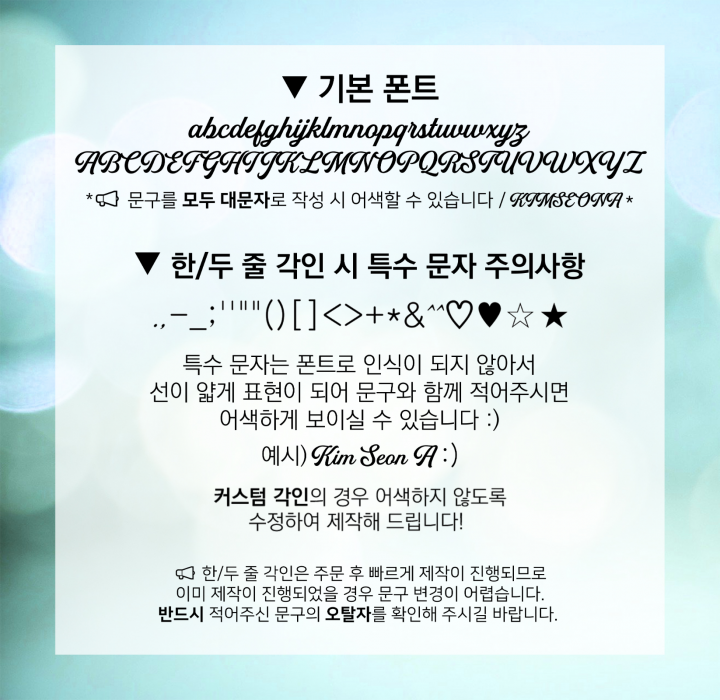 ▼ 기본 폰트
abcdefghijklmnopqrstuvwxyz
ABCDEFGHIJKLMNOPQRSTUVWXYZ
* 문구를 모두 대문자로 작성 시 어색할 수 있습니다 / KIMSEONA *
▼ 한/두 줄 각인 시 특수 문자 주의사항
.,–_;''""()[]<>+*&^^♡♥☆★
특수 문자는 폰트로 인식이 되지 않아서
선이 얇게 표현이 되어 문구와 함께 적어주시면
어색하게 보이실 수 있습니다 :)
예시) Kim Seon A :)
커스텀 각인의 경우 어색하지 않도록
수정하여 제작해 드립니다!
한/두 줄 각인은 주문 후 빠르게 제작이 진행되므로
이미 제작이 진행되었을 경우 문구 변경이 어렵습니다.
반드시 적어주신 문구의 오탈자를 확인해 주시길 바랍니다.